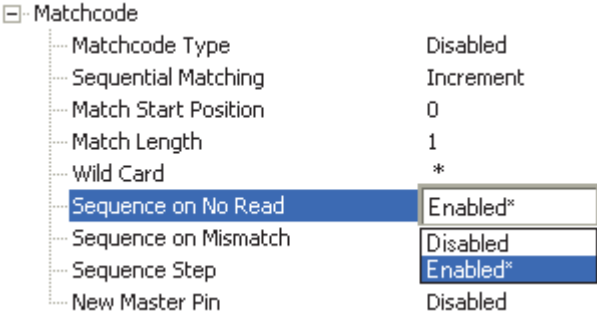 Matchcode
Matchcode Type Disabled
Sequential Matching Increment
Match Start Position 0
Match Length 1
Wild Card *
Sequence on No Read Enabled*
Sequence on Mismatch Disabled
Sequence Step Enabled*
New Master Pin Disabled